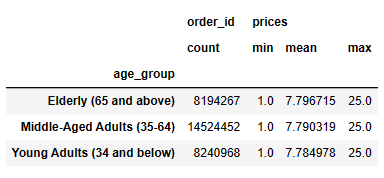 order_id prices
count min mean max
age_group
Elderly (65 and above) 8194267 1.0 7.796715 25.0
Middle-Aged Adults (35-64) 14524452 1.0 7.790319 25.0
Young Adults (34 and below) 8240968 1.0 7.784978 25.0